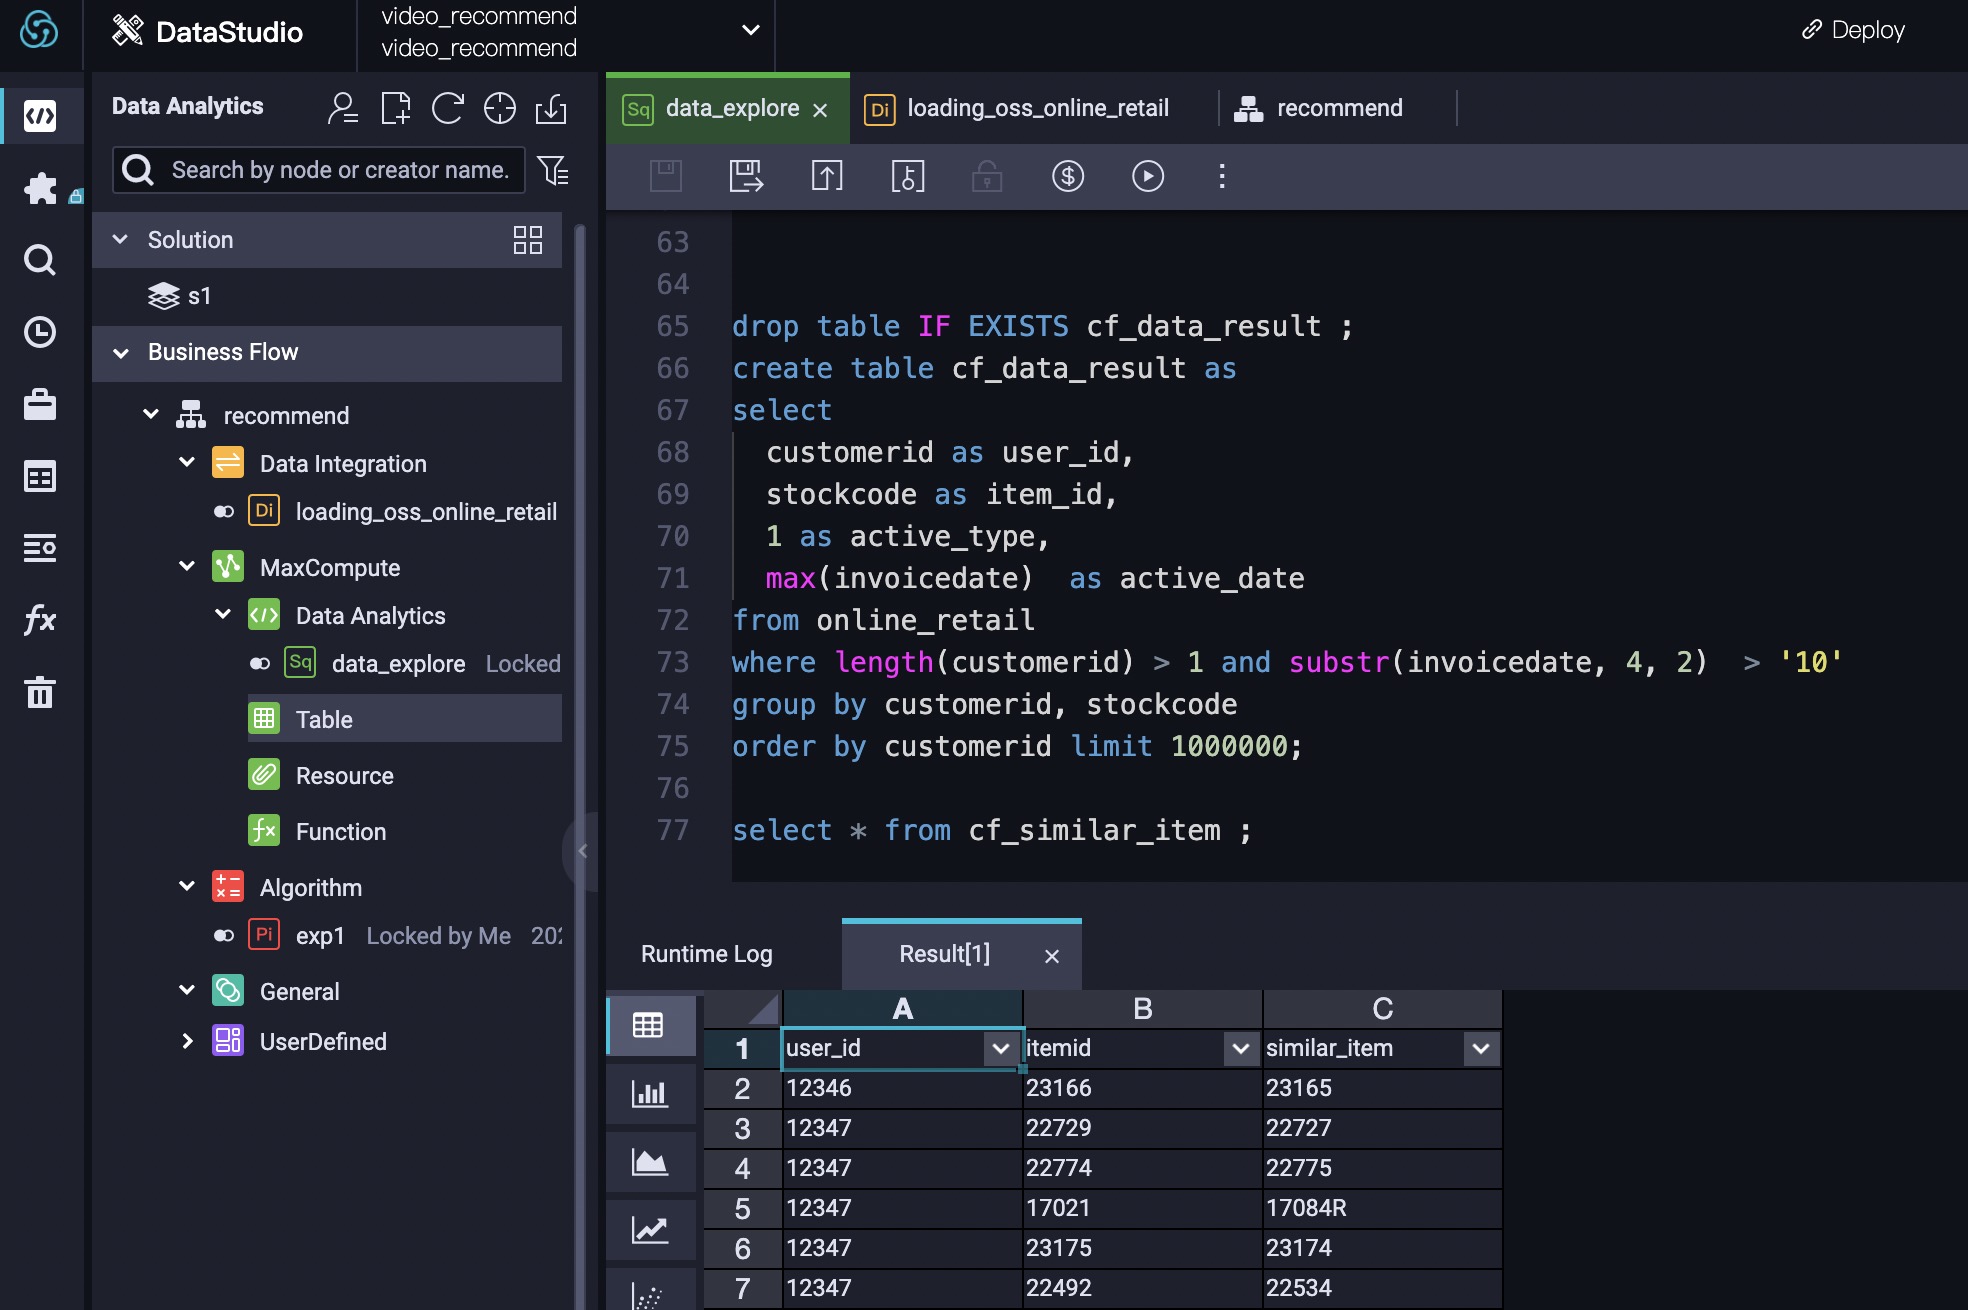 DataStudio
video_recommend
video_recommend
Deploy
Data Analytics
Search by node or creator name.
Solution
s1
Business Flow
recommend
Data Integration
Di loading_oss_online_retail
MaxCompute
Data Analytics
Sq data_explore Locked
Table
Resource
fx Function
Algorithm
Pi exp1 Locked by Me 202
General
UserDefined
fx
Sq data_explore
Di loading_oss_online_retail
recommend
63
64
65 drop table IF EXISTS cf_data_result ;
66 create table cf_data_result as
67 select
68 customerid as user_id,
69 stockcode as item_id,
70 1 as active_type,
71 max(invoicedate)  as active_date
72 from online_retail
73 where length(customerid) > 1 and substr(invoicedate, 4, 2)  > '10'
74 group by customerid, stockcode
75 order by customerid limit 1000000;
76
77 select * from cf_similar_item ;
Runtime Log
Result[1]
A B C
1 user_id itemid similar_item
2 12346 23166 23165
3 12347 22729 22727
4 12347 22774 22775
5 12347 17021 17084R
6 12347 23175 23174
7 12347 22492 22534